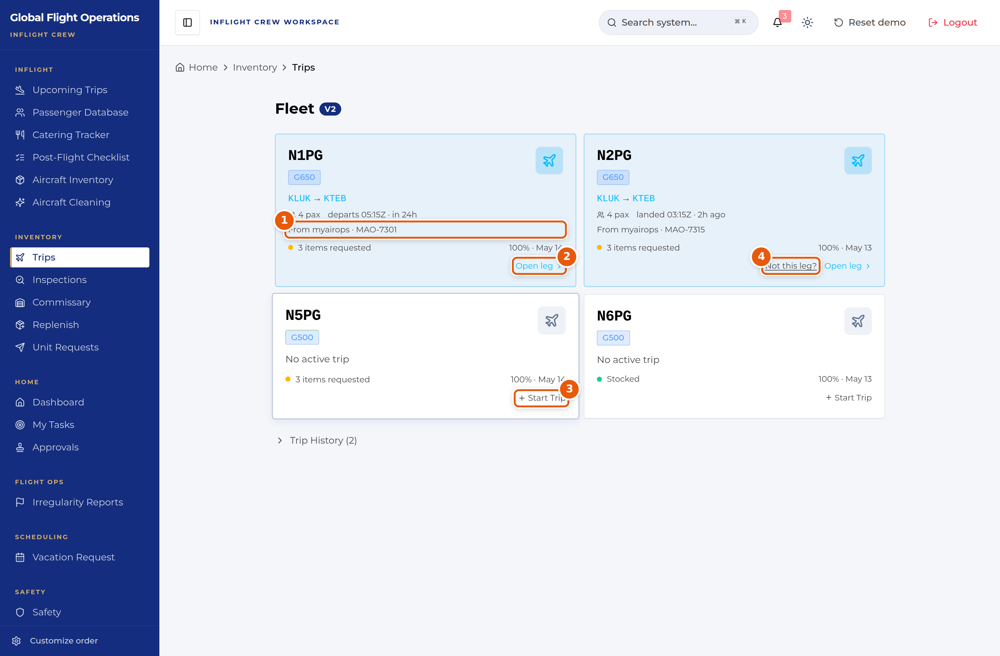 Global Flight Operations
INFLIGHT CREW
INFLIGHT
Upcoming Trips
Passenger Database
Catering Tracker
Post-Flight Checklist
Aircraft Inventory
Aircraft Cleaning
INVENTORY
Trips
Inspections
Commissary
Replenish
Unit Requests
HOME
Dashboard
My Tasks
Approvals
FLIGHT OPS
Irregularity Reports
SCHEDULING
Vacation Request
SAFETY
Safety
Customize order
INFLIGHT CREW WORKSPACE
Search system... ⌘ K
3
Reset demo
Logout
Home > Inventory > Trips
Fleet V2
N1PG
G650
KLUK → KTEB
4 pax departs 05:15Z · in 24h
1
From myairops · MAO-7301
3 items requested 100% · May 14
2
Open leg >
N2PG
G650
KLUK → KTEB
4 pax landed 03:15Z · 2h ago
From myairops · MAO-7315
3 items requested 100% · May 13
4
Not this leg? Open leg >
N5PG
G500
No active trip
3 items requested 100% · May 14
3
+ Start Trip
N6PG
G500
No active trip
Stocked 100% · May 13
+ Start Trip
> Trip History (2)